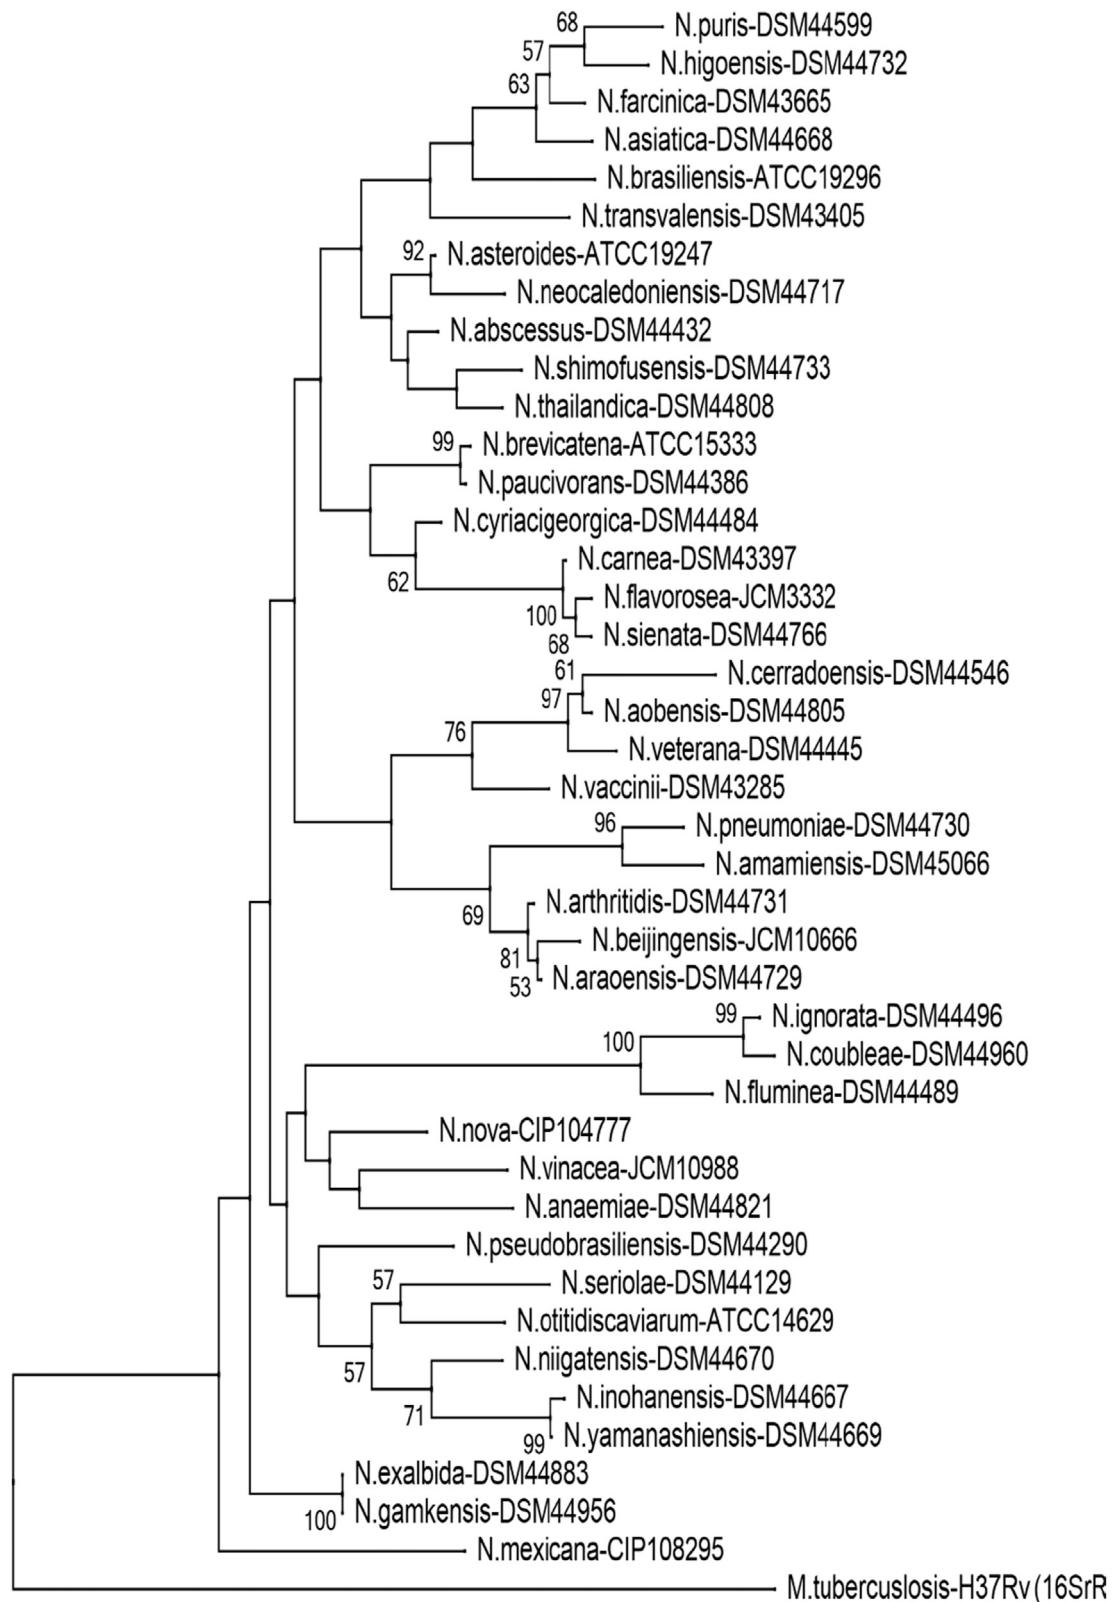 68
N.puris-DSM44599
57
N.higoensis-DSM44732
63
N.farcinica-DSM43665
N.asiatica-DSM44668
N.brasiliensis-ATCC19296
N.transvalensis-DSM43405
92
N.asteroides-ATCC19247
N.neocaledoniensis-DSM44717
N.abscessus-DSM44432
N.shimofusensis-DSM44733
N.thailandica-DSM44808
99
N.brevicatena-ATCC15333
N.paucivorans-DSM44386
N.cyriacigeorgica-DSM44484
N.carnea-DSM43397
62
N.flavorosea-JCM3332
100
N.sienata-DSM44766
68
61
N.cerradoensis-DSM44546
97
N.aobensis-DSM44805
76
N.veterana-DSM44445
N.vaccinii-DSM43285
96
N.pneumoniae-DSM44730
N.amamiensis-DSM45066
N.arthritidis-DSM44731
69
N.beijingensis-JCM10666
81
N.araoensis-DSM44729
53
99
N.ignorata-DSM44496
100
N.coubleae-DSM44960
N.fluminea-DSM44489
N.nova-CIP104777
N.vinacea-JCM10988
N.anaemiae-DSM44821
N.pseudobrasiliensis-DSM44290
57
N.seriolae-DSM44129
N.otitidiscaviarum-ATCC14629
N.niigatensis-DSM44670
57
N.inohanensis-DSM44667
71
N.yamanashiensis-DSM44669
99
N.exalbida-DSM44883
N.gamkensis-DSM44956
100
N.mexicana-CIP108295
M.tubercuslosis-H37Rv(16SrR